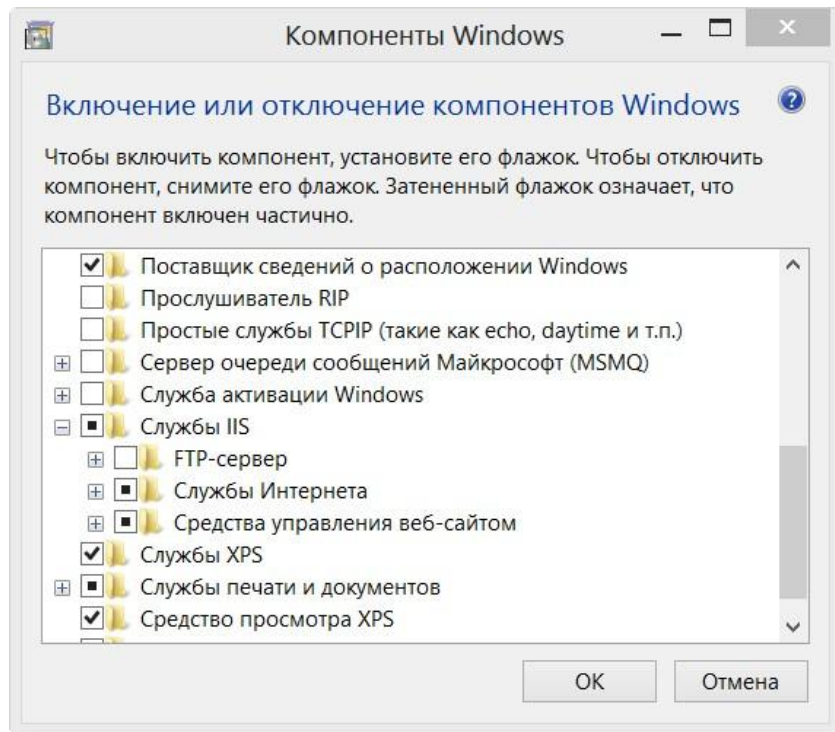 Компоненты Windows
Включение или отключение компонентов Windows
Чтобы включить компонент, установите его флажок. Чтобы отключить
компонент, снимите его флажок. Затененный флажок означает, что
компонент включен частично.
Поставщик сведений о расположении Windows
Прослушиватель RIP
Простые службы TCPIP (такие как echo, daytime и т.п.)
Сервер очереди сообщений Майкрософт (MSMQ)
Служба активации Windows
Службы IIS
FTP-сервер
Службы Интернета
Средства управления веб-сайтом
Службы XPS
Службы печати и документов
Средство просмотра XPS
ОК Отмена